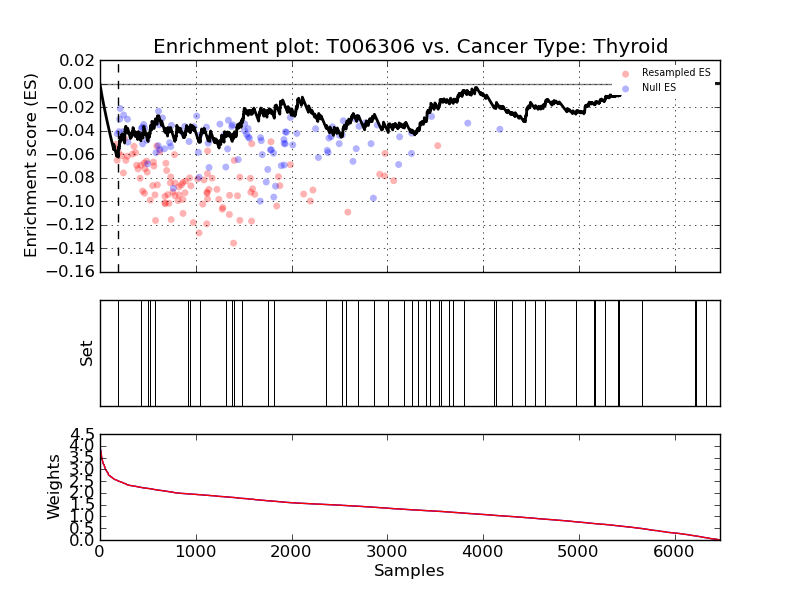 Enrichment plot: T006306 vs. Cancer Type: Thyroid
Enrichment score (ES)
0.02
0.00
−0.02
−0.04
−0.06
−0.08
−0.10
−0.12
−0.14
−0.16
Resampled ES
Null ES
Set
Weights
4.5
4.0
3.5
3.0
2.5
2.0
1.5
1.0
0.5
0.0
0 1000 2000 3000 4000 5000 6000
Samples